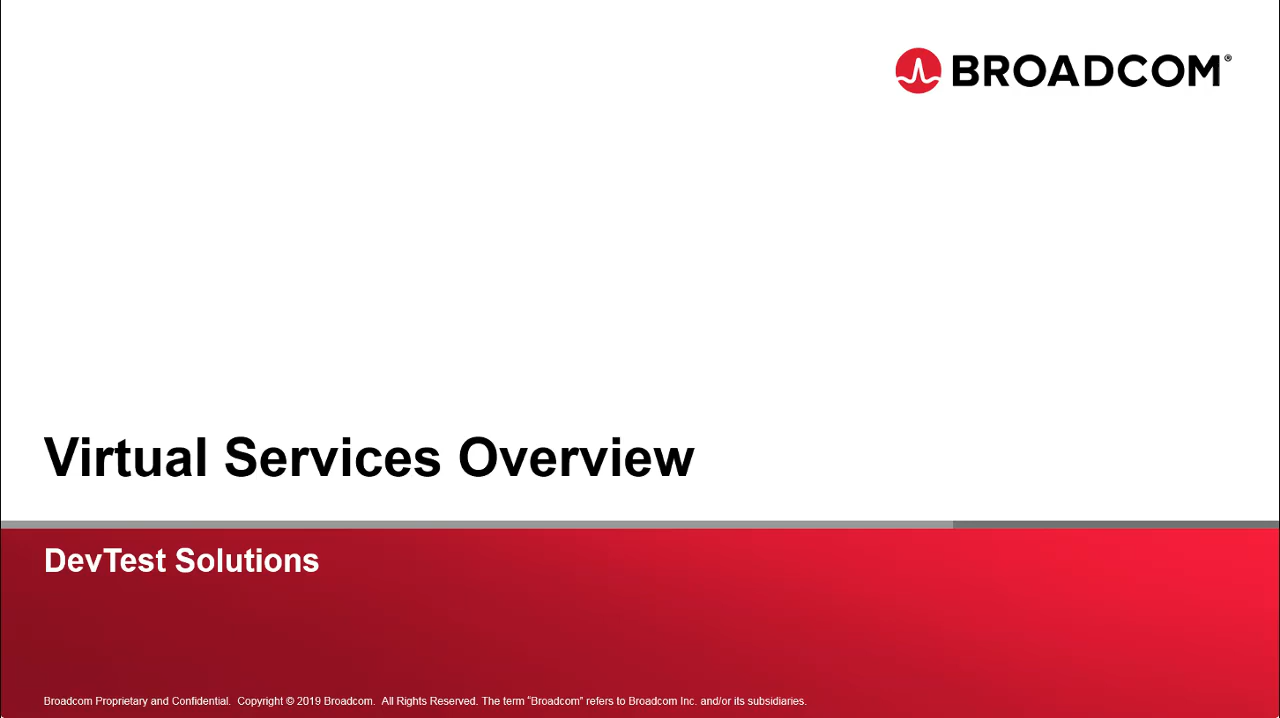 BROADCOM®
Virtual Services Overview
DevTest Solutions
Broadcom Proprietary and Confidential.  Copyright © 2019 Broadcom.  All Rights Reserved. The term “Broadcom” refers to Broadcom Inc. and/or its subsidiaries.